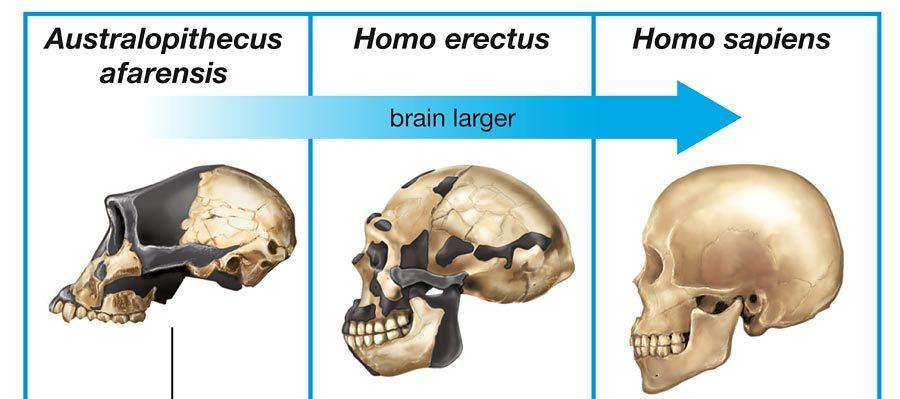 Australopithecus
afarensis
Homo erectus
Homo sapiens
brain larger